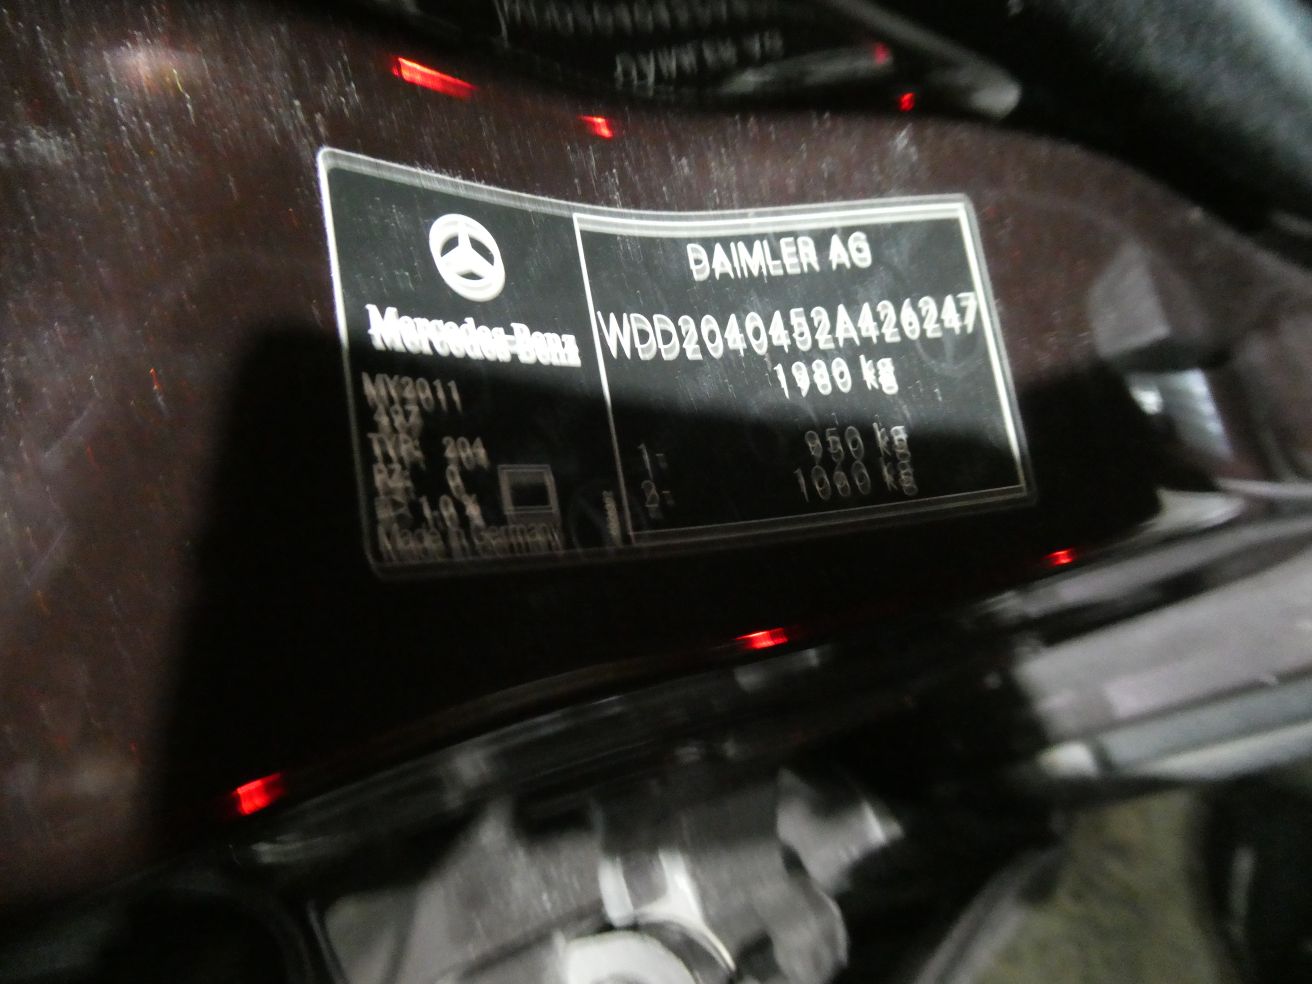 Mercedes-Benz
MY2011
497
TYP: 204
Made in Germany
DAIMLER AG
WDD2040452A426247
1980 kg
1- 950 kg
2- 1060 kg